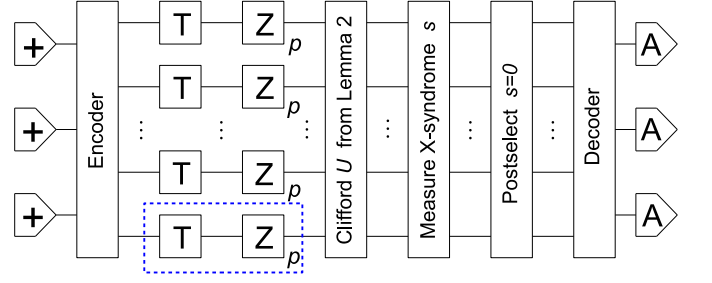 T Z p
+ A
T Z p
+ A
T Z p
+ A
T Z p
Encoder
Clifford U from Lemma 2
Measure X-syndrome s
Postselect s=0
Decoder